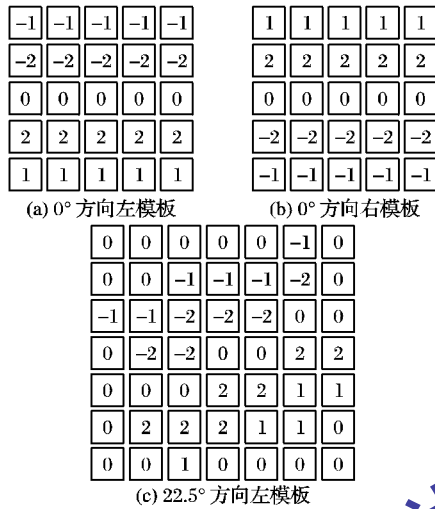 -1 -1 -1 -1 -1
-2 -2 -2 -2 -2
0 0 0 0 0
2 2 2 2 2
1 1 1 1 1
(a) 0° 方向左模板
1 1 1 1 1
2 2 2 2 2
0 0 0 0 0
-2 -2 -2 -2 -2
-1 -1 -1 -1 -1
(b) 0° 方向右模板
0 0 0 0 0 -1 0
0 0 -1 -1 -1 -2 0
-1 -1 -2 -2 -2 0 0
0 -2 -2 0 0 2 2
0 0 0 2 2 1 1
0 2 2 2 1 1 0
0 0 1 0 0 0 0
(c) 22.5° 方向左模板